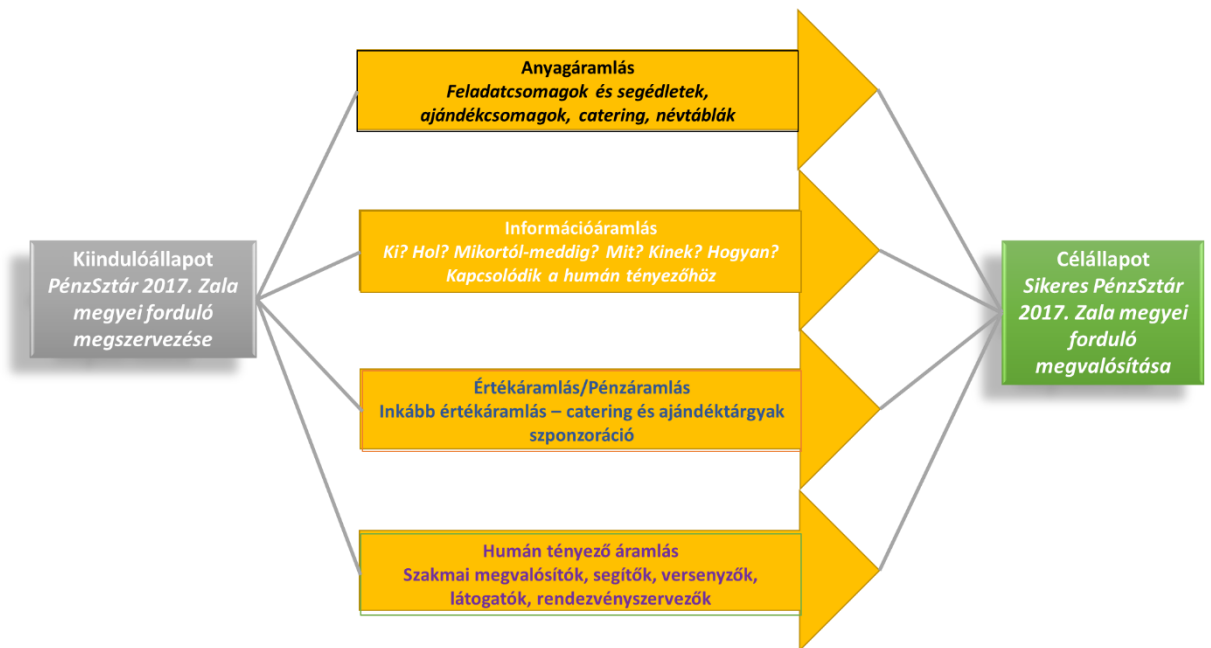 Anyagáramlás
Feladatcsomagok és segédletek,
ajándékcsomagok, catering, névtáblák
Információáramlás
Ki? Hol? Mikortól-meddig? Mit? Kinek? Hogyan?
Kapcsolódik a humán tényezőhöz
Kiindulóállapot
PénzSztár 2017. Zala
megyei forduló
megszervezése
Célállapot
Sikeres PénzSztár
2017. Zala megyei
forduló
megvalósítása
Értékáramlás/Pénzáramlás
Inkább értékáramlás – catering és ajándéktárgyak
szponzoráció
Humán tényező áramlás
Szakmai megvalósítók, segítők, versenyzők,
látogatók, rendezvényszervezők